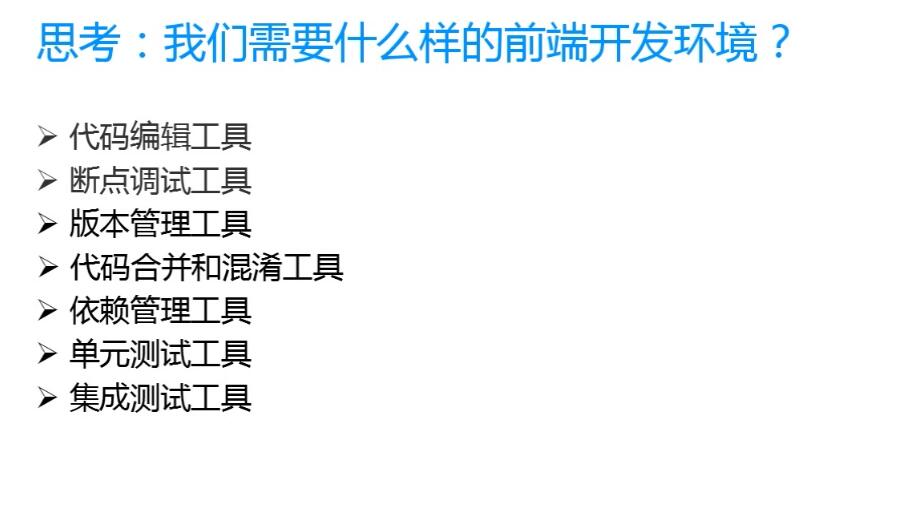 思考：我们需要什么样的前端开发环境？
➢ 代码编辑工具
➢ 断点调试工具
➢ 版本管理工具
➢ 代码合并和混淆工具
➢ 依赖管理工具
➢ 单元测试工具
➢ 集成测试工具